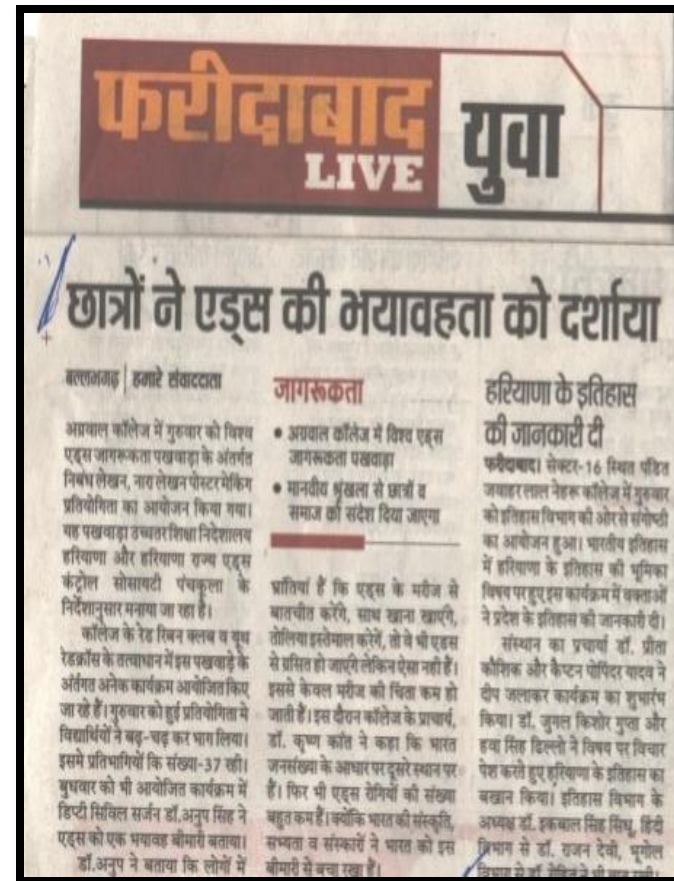 फरीदाबाद
LIVE
युवा
छात्रों ने एड्स की भयावहता को दर्शाया
बल्लभगढ़ | हमारे संवाददाता
अग्रवाल कॉलेज में गुरुवार को विश्व
एड्स जागरूकता पखवाड़ा के अंतर्गत
निबंध लेखन, नारा लेखन पोस्टर मेकिंग
प्रतियोगिता का आयोजन किया गया।
यह पखवाड़ा उच्चतर शिक्षा निदेशालय
हरियाणा और हरियाणा राज्य एड्स
कंट्रोल सोसायटी पंचकूला के
निर्देशानुसार मनाया जा रहा है।
कॉलेज के रेड रिबन क्लब व यूथ
रेडक्रॉस के तत्वाधान में इस पखवाड़े के
अंर्तगत अनेक कार्यक्रम आयोजित किए
जा रहे हैं। गुरुवार को हुई प्रतियोगिता मे
विद्यार्थियों ने बढ़-चढ़ कर भाग लिया।
इसमे प्रतिभागियों कि संख्या-37 रही।
बुधवार को भी आयोजित कार्यक्रम में
डिप्टी सिविल सर्जन डॉ.अनुप सिंह ने
एड्स को एक भयावह बीमारी बताया।
डॉ.अनुप ने बताया कि लोगों में
जागरूकता
• अग्रवाल कॉलेज में विश्व एड्स
जागरूकता पखवाड़ा
• मानवीय श्रृंखला से छात्रों व
समाज को संदेश दिया जाएगा
भ्रांतियां हैं कि एड्स के मरीज से
बातचीत करेंगे, साथ खाना खाएंगे,
तोलिया इस्तेमाल करेगें, तो वे भी एडस
से ग्रसित हो जाएंगे लेकिन ऐसा नही हैं।
इससे केवल मरीज की चिंता कम हो
जाती हैं। इस दौरान कॉलेज के प्राचार्य,
डॉ. कृष्ण कांत ने कहा कि भारत
जनसंख्या के आधार पर दूसरे स्थान पर
हैं। फिर भी एड्स रोगियों की संख्या
बहुत कम हैं। क्योंकि भारत की संस्कृति,
सभ्यता व संस्कारों ने भारत को इस
बीमारी से बचा रखा हैं।
हरियाणा के इतिहास
की जानकारी दी
फरीदाबाद। सेक्टर-16 स्थित पंडित
जवाहर लाल नेहरू कॉलेज में गुरुवार
को इतिहास विभाग की ओर से संगोष्ठी
का आयोजन हुआ। भारतीय इतिहास
में हरियाणा के इतिहास की भूमिका
विषय पर हुए इस कार्यक्रम में वक्ताओं
ने प्रदेश के इतिहास की जानकारी दी।
संस्थान का प्रचार्या डॉ. प्रीता
कौशिक और कैप्टन पोपिंदर यादव ने
दीप जलाकर कार्यक्रम का शुभारंभ
किया। डॉ. जुगल किशोर गुप्ता और
हवा सिंह ढिल्लो ने विषय पर विचार
पेश करते हुए हरियाणा के इतिहास का
बखान किया। इतिहास विभाग के
अध्यक्ष डॉ. इकबाल सिंह सिंधू, हिंदी
विभाग से डॉ. राजन देवी, भूगोल
विभाग से डॉ.